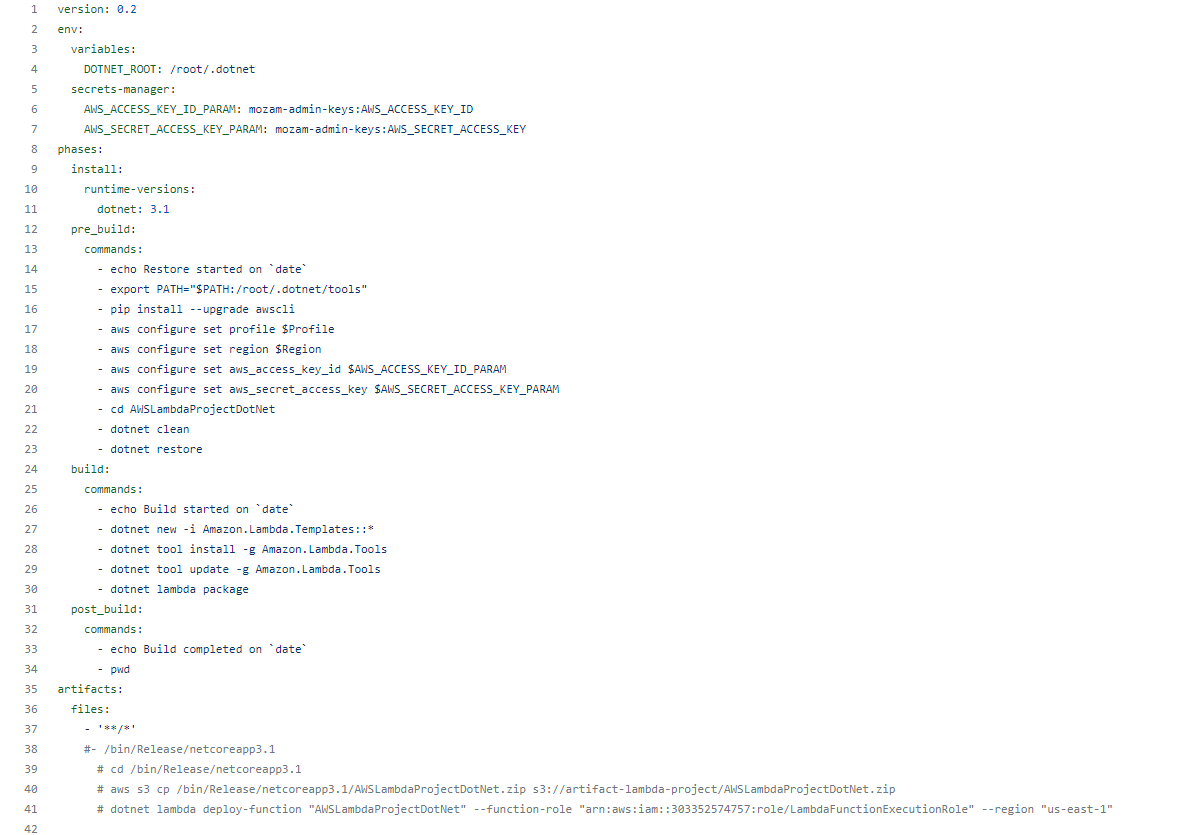 1 version: 0.2
2 env:
3   variables:
4     DOTNET_ROOT: /root/.dotnet
5   secrets-manager:
6     AWS_ACCESS_KEY_ID_PARAM: mozam-admin-keys:AWS_ACCESS_KEY_ID
7     AWS_SECRET_ACCESS_KEY_PARAM: mozam-admin-keys:AWS_SECRET_ACCESS_KEY
8 phases:
9   install:
10     runtime-versions:
11       dotnet: 3.1
12   pre_build:
13     commands:
14       - echo Restore started on `date`
15       - export PATH="$PATH:/root/.dotnet/tools"
16       - pip install --upgrade awscli
17       - aws configure set profile $Profile
18       - aws configure set region $Region
19       - aws configure set aws_access_key_id $AWS_ACCESS_KEY_ID_PARAM
20       - aws configure set aws_secret_access_key $AWS_SECRET_ACCESS_KEY_PARAM
21       - cd AWSLambdaProjectDotNet
22       - dotnet clean
23       - dotnet restore
24   build:
25     commands:
26       - echo Build started on `date`
27       - dotnet new -i Amazon.Lambda.Templates::*
28       - dotnet tool install -g Amazon.Lambda.Tools
29       - dotnet tool update -g Amazon.Lambda.Tools
30       - dotnet lambda package
31   post_build:
32     commands:
33       - echo Build completed on `date`
34       - pwd
35 artifacts:
36   files:
37     - '**/*'
38     #- /bin/Release/netcoreapp3.1
39       # cd /bin/Release/netcoreapp3.1
40       # aws s3 cp /bin/Release/netcoreapp3.1/AWSLambdaProjectDotNet.zip s3://artifact-lambda-project/AWSLambdaProjectDotNet.zip
41       # dotnet lambda deploy-function "AWSLambdaProjectDotNet" --function-role "arn:aws:iam::303352574757:role/LambdaFunctionExecutionRole" --region "us-east-1"
42